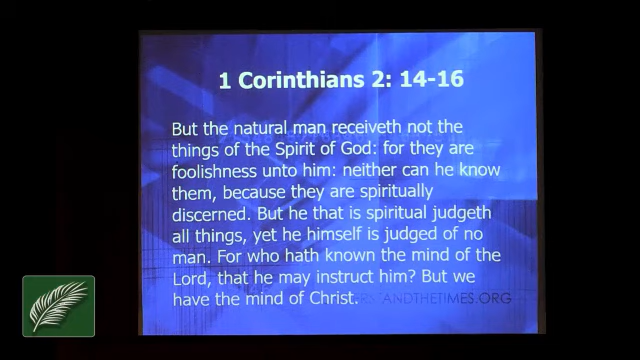 1 Corinthians 2: 14-16
But the natural man receiveth not the
things of the Spirit of God: for they are
foolishness unto him: neither can he know
them, because they are spiritually
discerned. But he that is spiritual judgeth
all things, yet he himself is judged of no
man. For who hath known the mind of the
Lord, that he may instruct him? But we
have the mind of Christ.
ANDTHETIMES.ORG